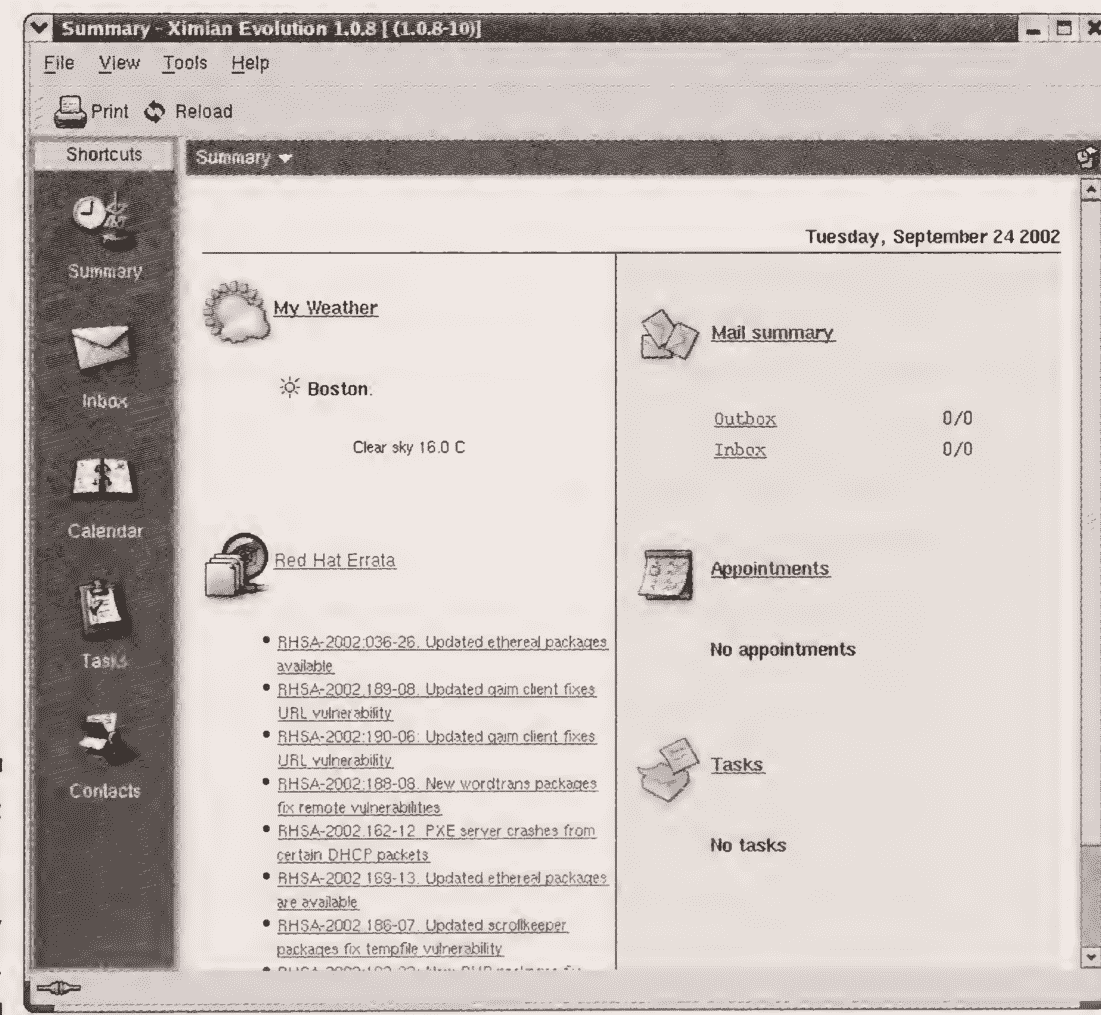 Summary - Ximian Evolution 1.0.8 [ (1.0.8-10)]
File View Tools Help
Print Reload
Shortcuts
Summary
Inbox
Calendar
Tasks
Contacts
Summary
Tuesday, September 24 2002
My Weather
Boston:
Clear sky 16.0 C
Red Hat Errata
RHSA-2002:036-26. Updated ethereal packages
available
RHSA-2002.189-08. Updated gaim client fixes
URL vulnerability
RHSA-2002:190-06: Updated gaim client fixes
URL vulnerability
RHSA-2002:188-08. New wordtrans packages
fix remote vulnerabilities
RHSA-2002.162-12 PXE server crashes from
certain DHCP packets
RHSA-2002 169-13. Updated ethereal packages
are available
RHSA-2002.186-07. Updated scrollkeeper
packages fix tempfile vulnerability
Mail summary
Outbox 0/0
Inbox 0/0
Appointments
No appointments
Tasks
No tasks